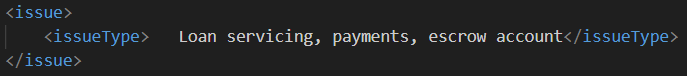 <issue>
    <issueType>   Loan servicing, payments, escrow account</issueType>
</issue>